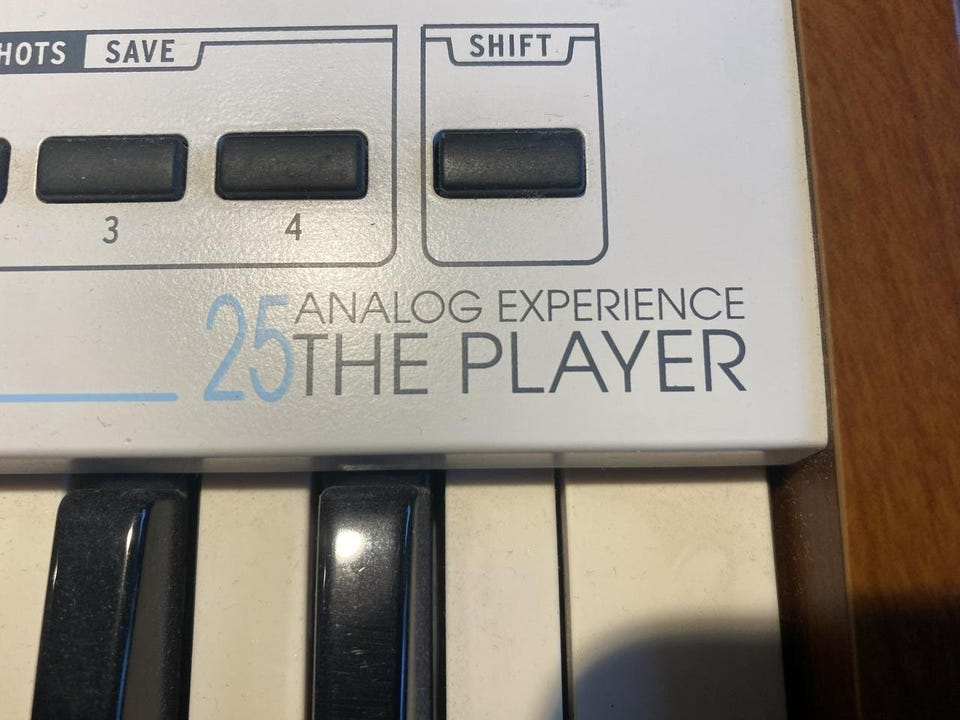 HOTS SAVE
SHIFT
3
4
25 ANALOG EXPERIENCE
THE PLAYER